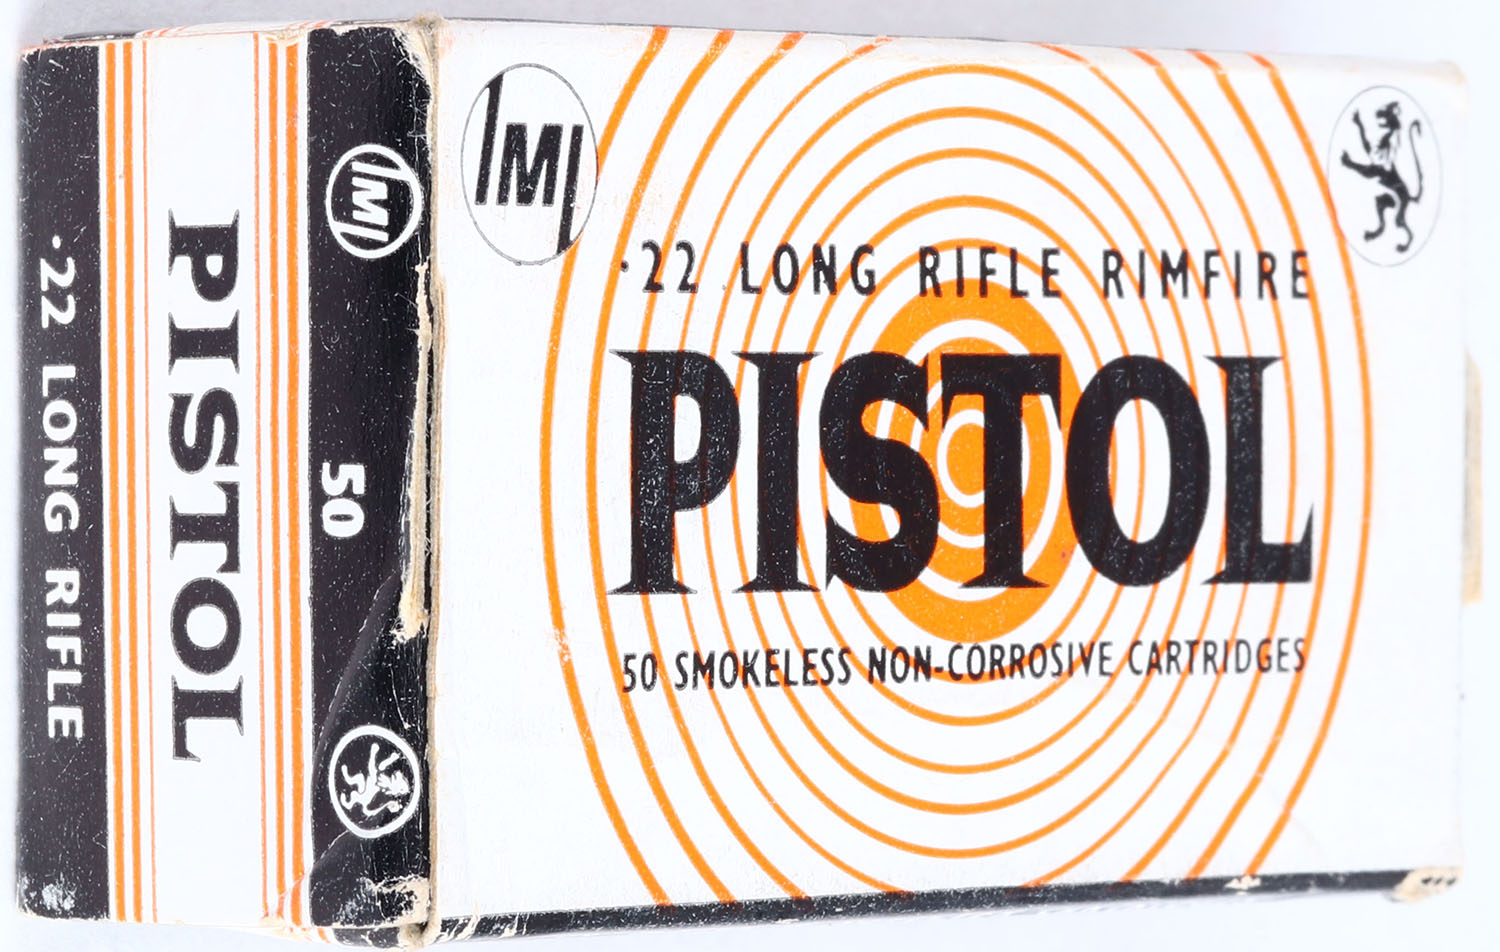 IMI
·22 LONG RIFLE RIMFIRE
PISTOL
50 SMOKELESS NON-CORROSIVE CARTRIDGES
IMI
50
PISTOL
·22 LONG RIFLE